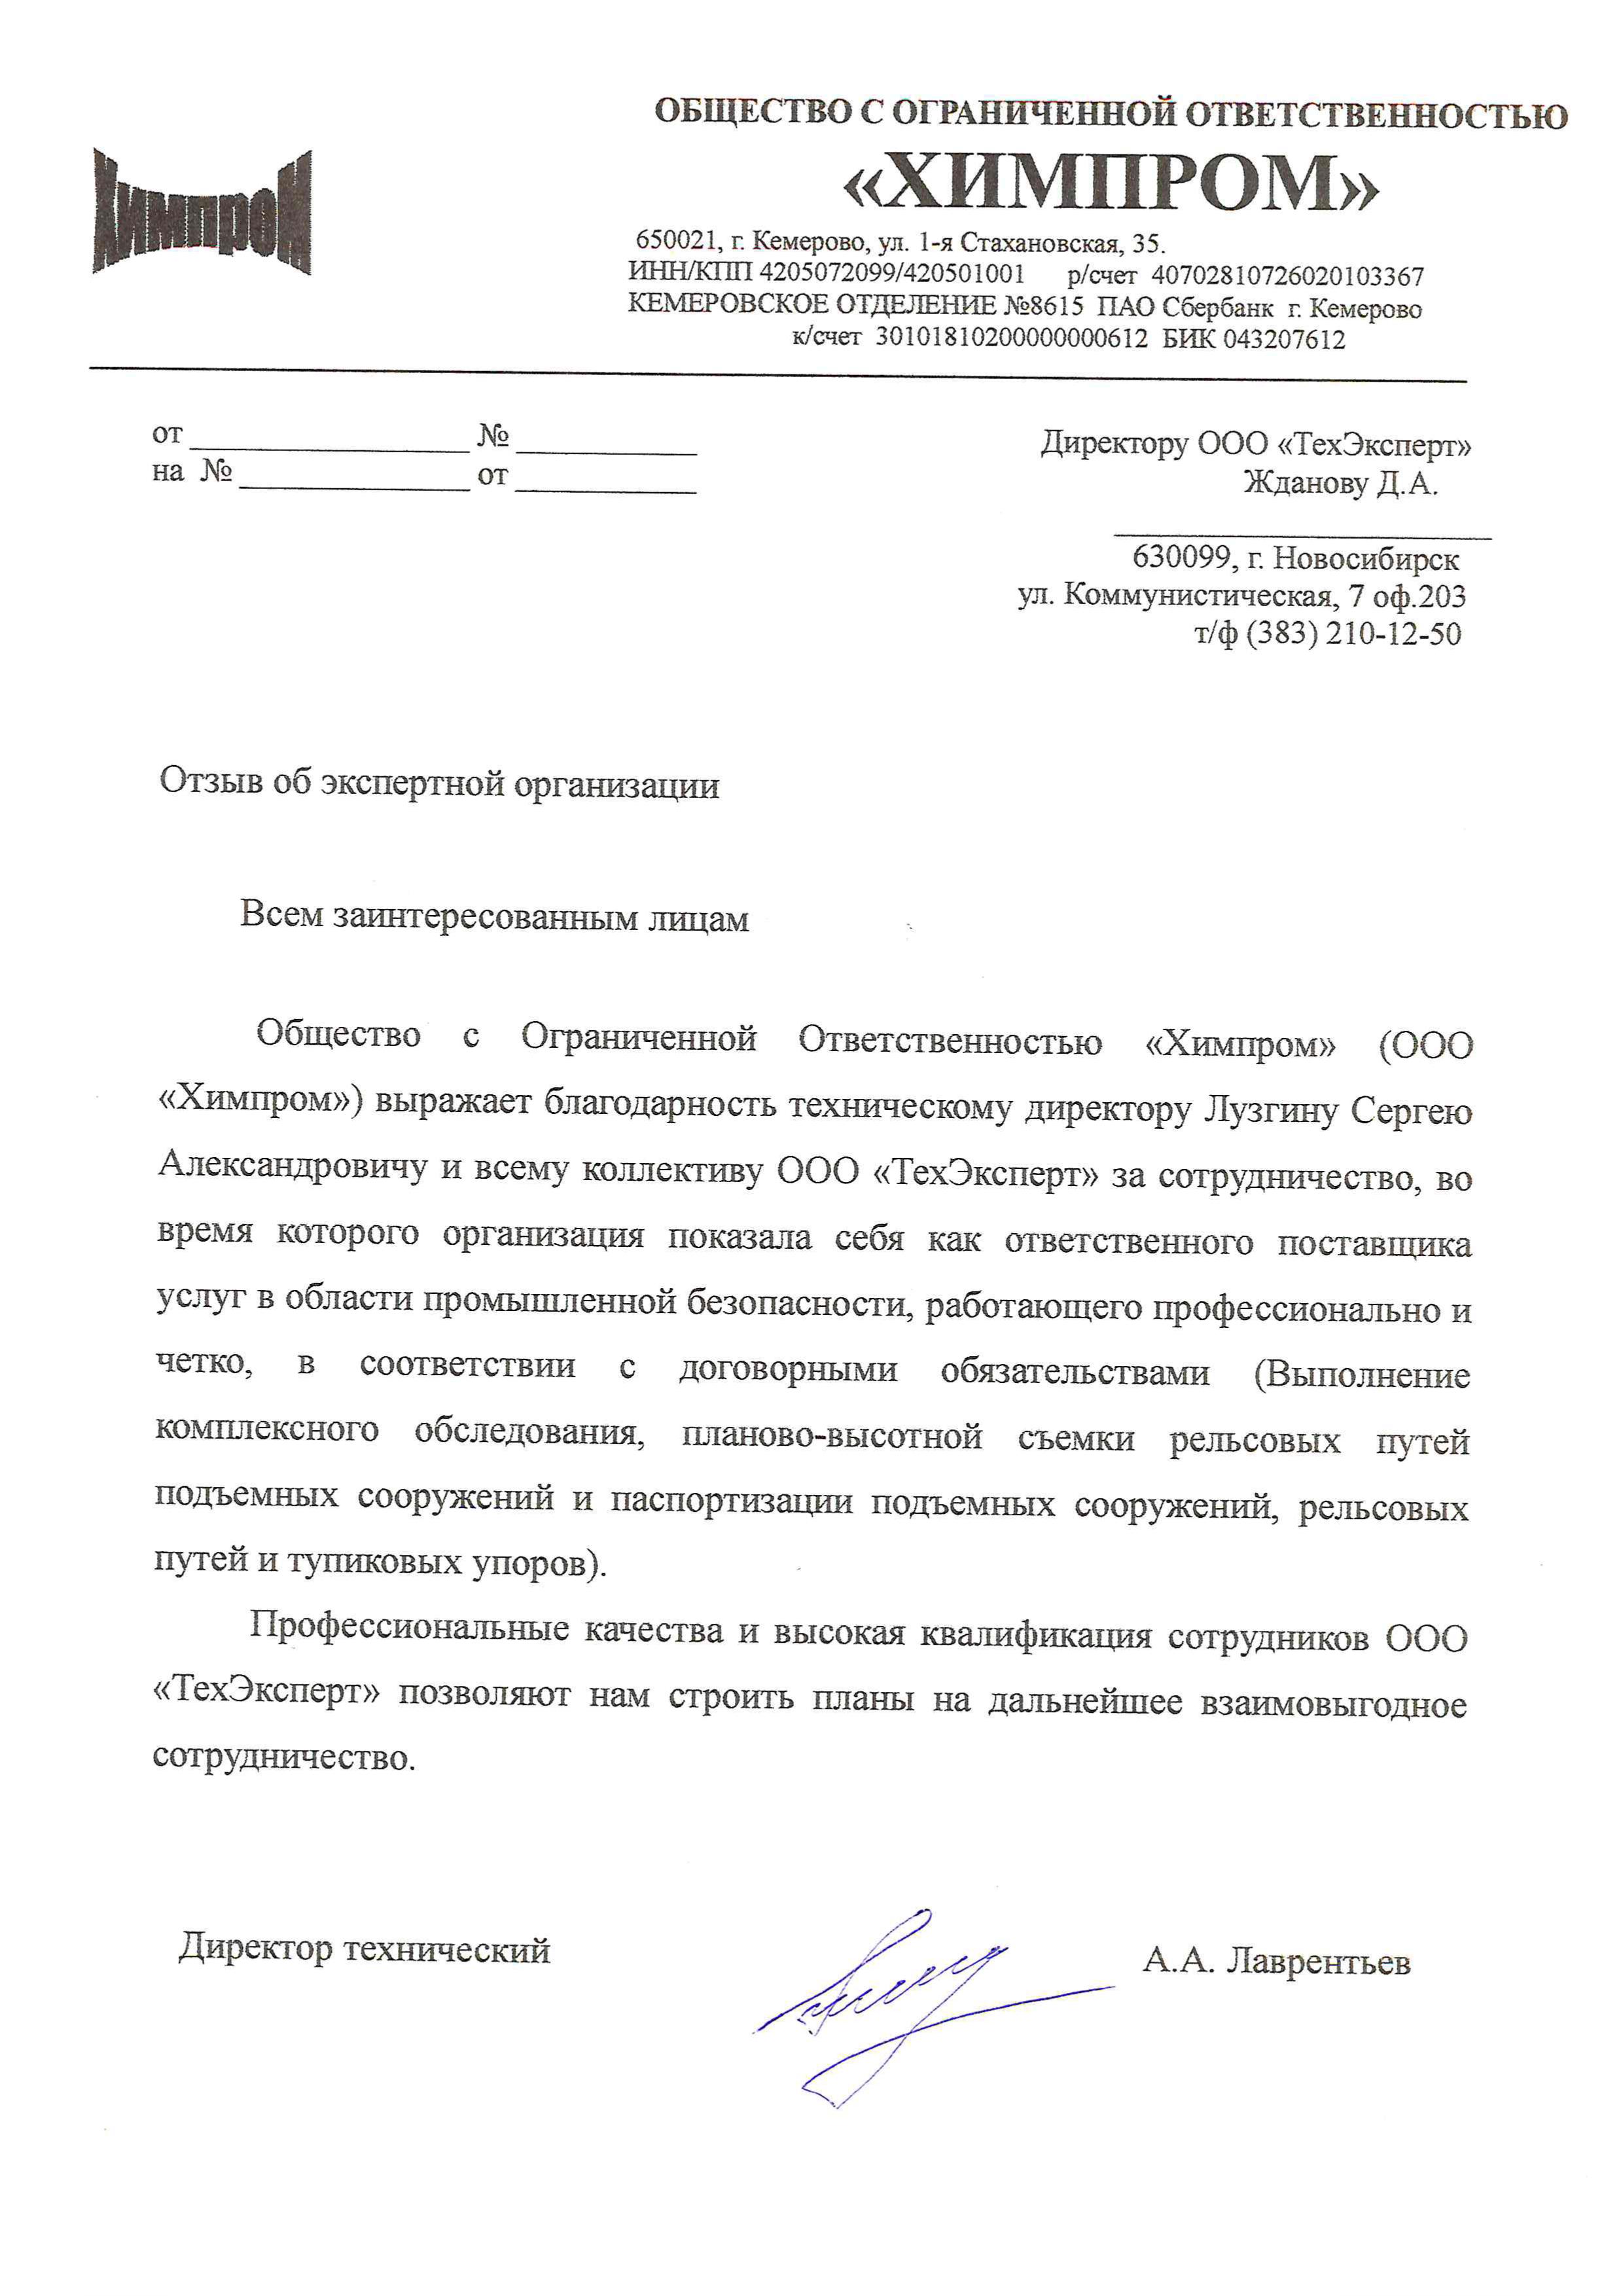 ОБЩЕСТВО С ОГРАНИЧЕННОЙ ОТВЕТСТВЕННОСТЬЮ
Химпром
«ХИМПРОМ»
650021, г. Кемерово, ул. 1-я Стахановская, 35.
ИНН/КПП 4205072099/420501001 р/счет 40702810726020103367
КЕМЕРОВСКОЕ ОТДЕЛЕНИЕ №8615 ПАО Сбербанк г. Кемерово
к/счет 30101810200000000612 БИК 043207612
от _________________ № ___________
на № ______________ от ___________
Директору ООО «ТехЭксперт»
Жданову Д.А.
630099, г. Новосибирск
ул. Коммунистическая, 7 оф.203
т/ф (383) 210-12-50
Отзыв об экспертной организации
Всем заинтересованным лицам
Общество с Ограниченной Ответственностью «Химпром» (ООО
«Химпром») выражает благодарность техническому директору Лузгину Сергею
Александровичу и всему коллективу ООО «ТехЭксперт» за сотрудничество, во
время которого организация показала себя как ответственного поставщика
услуг в области промышленной безопасности, работающего профессионально и
четко, в соответствии с договорными обязательствами (Выполнение
комплексного обследования, планово-высотной съемки рельсовых путей
подъемных сооружений и паспортизации подъемных сооружений, рельсовых
путей и тупиковых упоров).
Профессиональные качества и высокая квалификация сотрудников ООО
«ТехЭксперт» позволяют нам строить планы на дальнейшее взаимовыгодное
сотрудничество.
Директор технический
А.А. Лаврентьев